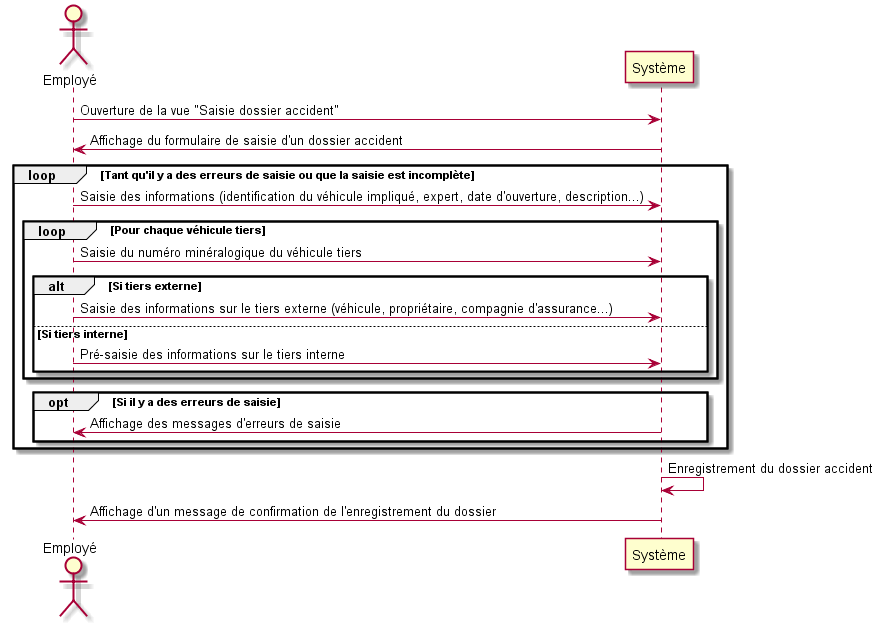 Employé
Système
Ouverture de la vue "Saisie dossier accident"
Affichage du formulaire de saisie d'un dossier accident
loop [Tant qu'il y a des erreurs de saisie ou que la saisie est incomplète]
Saisie des informations (identification du véhicule impliqué, expert, date d'ouverture, description...)
loop [Pour chaque véhicule tiers]
Saisie du numéro minéralogique du véhicule tiers
alt [Si tiers externe]
Saisie des informations sur le tiers externe (véhicule, propriétaire, compagnie d'assurance...)
[Si tiers interne]
Pré-saisie des informations sur le tiers interne
opt [Si il y a des erreurs de saisie]
Affichage des messages d'erreurs de saisie
Enregistrement du dossier accident
Affichage d'un message de confirmation de l'enregistrement du dossier
Employé
Système